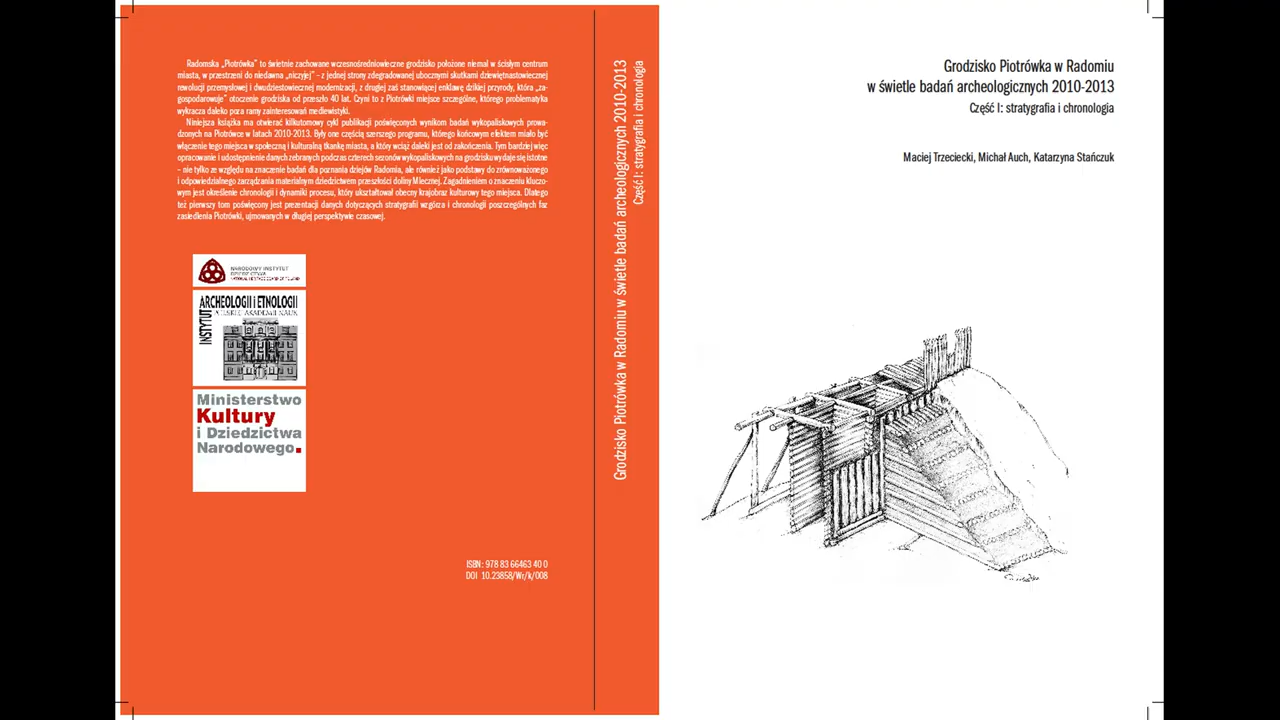 Radomska „Piotrówka” to świetnie zachowane wczesnośredniowieczne grodzisko położone niemal w ścisłym centrum
miasta, w przestrzeni do niedawna „niczyjej” – z jednej strony zdegradowanej ubocznymi skutkami dziewiętnastowiecznej
rewolucji przemysłowej i dwudziestowiecznej modernizacji, z drugiej zaś stanowiącej enklawę dzikiej przyrody, która „za-
gospodarowuje” otoczenie grodziska od przeszło 40 lat. Czyni to z Piotrówki miejsce szczególne, którego problematyka
wykracza daleko poza ramy zainteresowań mediewistyki.
Niniejsza książka ma otwierać kilkutomowy cykl publikacji poświęconych wynikom badań wykopaliskowych prowa-
dzonych na Piotrówce w latach 2010-2013. Były one częścią szerszego programu, którego końcowym efektem miało być
włączenie tego miejsca w społeczną i kulturalną tkankę miasta, a który wciąż daleki jest od zakończenia. Tym bardziej więc
opracowanie i udostępnienie danych zebranych podczas czterech sezonów wykopaliskowych na grodzisku wydaje się istotne
– nie tylko ze względu na znaczenie badań dla poznania dziejów Radomia, ale również jako podstawy do zrównoważonego
i odpowiedzialnego zarządzania materialnym dziedzictwem przeszłości doliny Mlecznej. Zagadnieniem o znaczeniu kluczo-
wym jest określenie chronologii i dynamiki procesu, który ukształtował obecny krajobraz kulturowy tego miejsca. Dlatego
też pierwszy tom poświęcony jest prezentacji danych dotyczących stratygrafii wzgórza i chronologii poszczególnych faz
zasiedlenia Piotrówki, ujmowanych w długiej perspektywie czasowej.
NARODOWY INSTYTUT
DZIEDZICTWA
NATIONAL HERITAGE BOARD OF POLAND
INSTYTUT
ARCHEOLOGII i ETNOLOGII
POLSKIEJ AKADEMII NAUK
Ministerstwo
Kultury
i Dziedzictwa
Narodowego.
ISBN: 978 83 66463 40 0
DOI 10.23858/Wr/k/008
Grodzisko Piotrówka w Radomiu w świetle badań archeologicznych 2010-2013
Część I: stratygrafia i chronologia
Grodzisko Piotrówka w Radomiu
w świetle badań archeologicznych 2010-2013
Część I: stratygrafia i chronologia
Maciej Trzeciecki, Michał Auch, Katarzyna Stańczuk